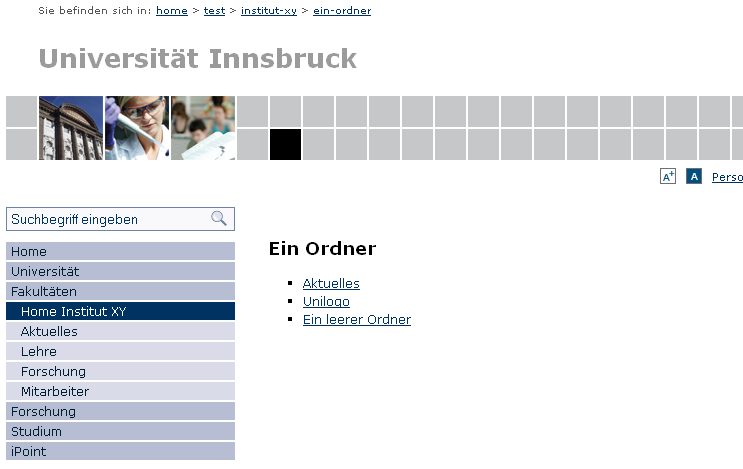 Sie befinden sich in: home > test > institut-xy > ein-ordner
Universität Innsbruck
A+ A Perso
Suchbegriff eingeben
Home
Universität
Fakultäten
Home Institut XY
Aktuelles
Lehre
Forschung
Mitarbeiter
Forschung
Studium
iPoint
Ein Ordner
Aktuelles
Unilogo
Ein leerer Ordner